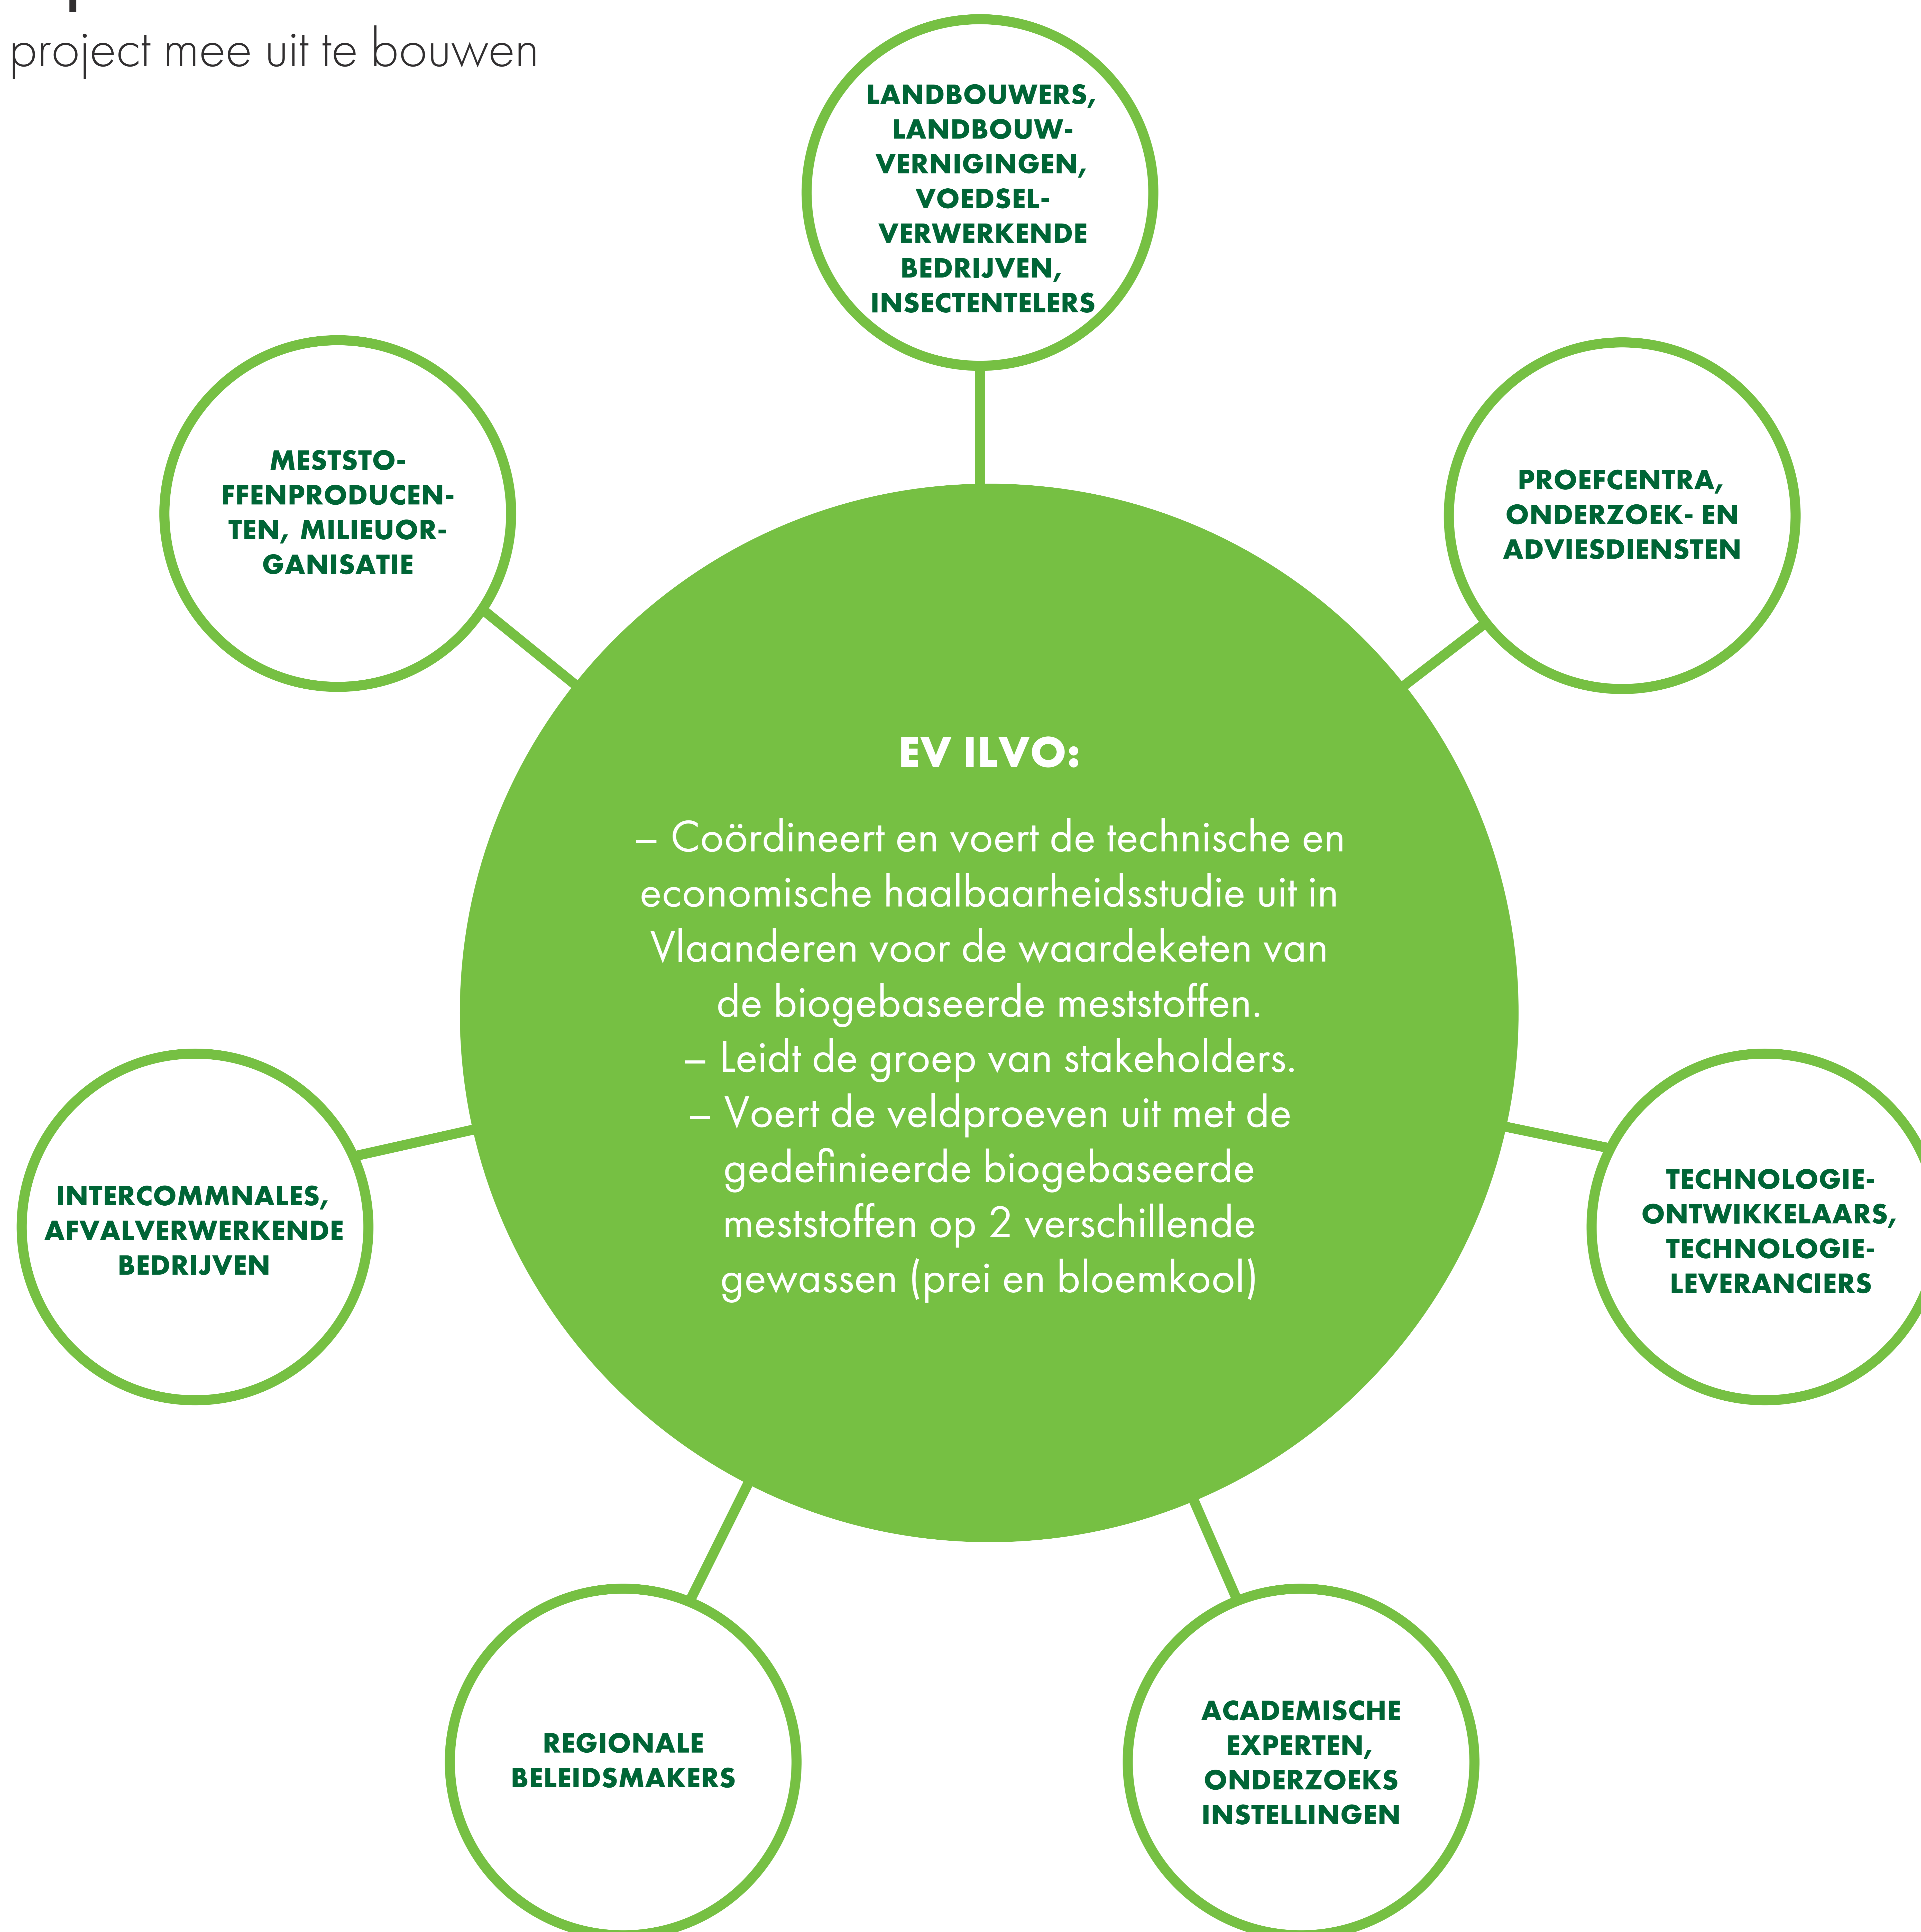 project mee uit te bouwen
LANDBOUWERS,
LANDBOUW-
VERNIGINGEN,
VOEDSEL-
VERWERKENDE
BEDRIJVEN,
INSECTENTELERS
MESTSTO-
FFENPRODUCEN-
TEN, MILIEUOR-
GANISATIE
PROEFCENTRA,
ONDERZOEK- EN
ADVIESDIENSTEN
EV ILVO:
– Coördineert en voert de technische en
economische haalbaarheidsstudie uit in
Vlaanderen voor de waardeketen van
de biogebaseerde meststoffen.
– Leidt de groep van stakeholders.
– Voert de veldproeven uit met de
gedefinieerde biogebaseerde
meststoffen op 2 verschillende
gewassen (prei en bloemkool)
INTERCOMMNALES,
AFVALVERWERKENDE
BEDRIJVEN
TECHNOLOGIE-
ONTWIKKELAARS,
TECHNOLOGIE-
LEVERANCIERS
REGIONALE
BELEIDSMAKERS
ACADEMISCHE
EXPERTEN,
ONDERZOEKS
INSTELLINGEN